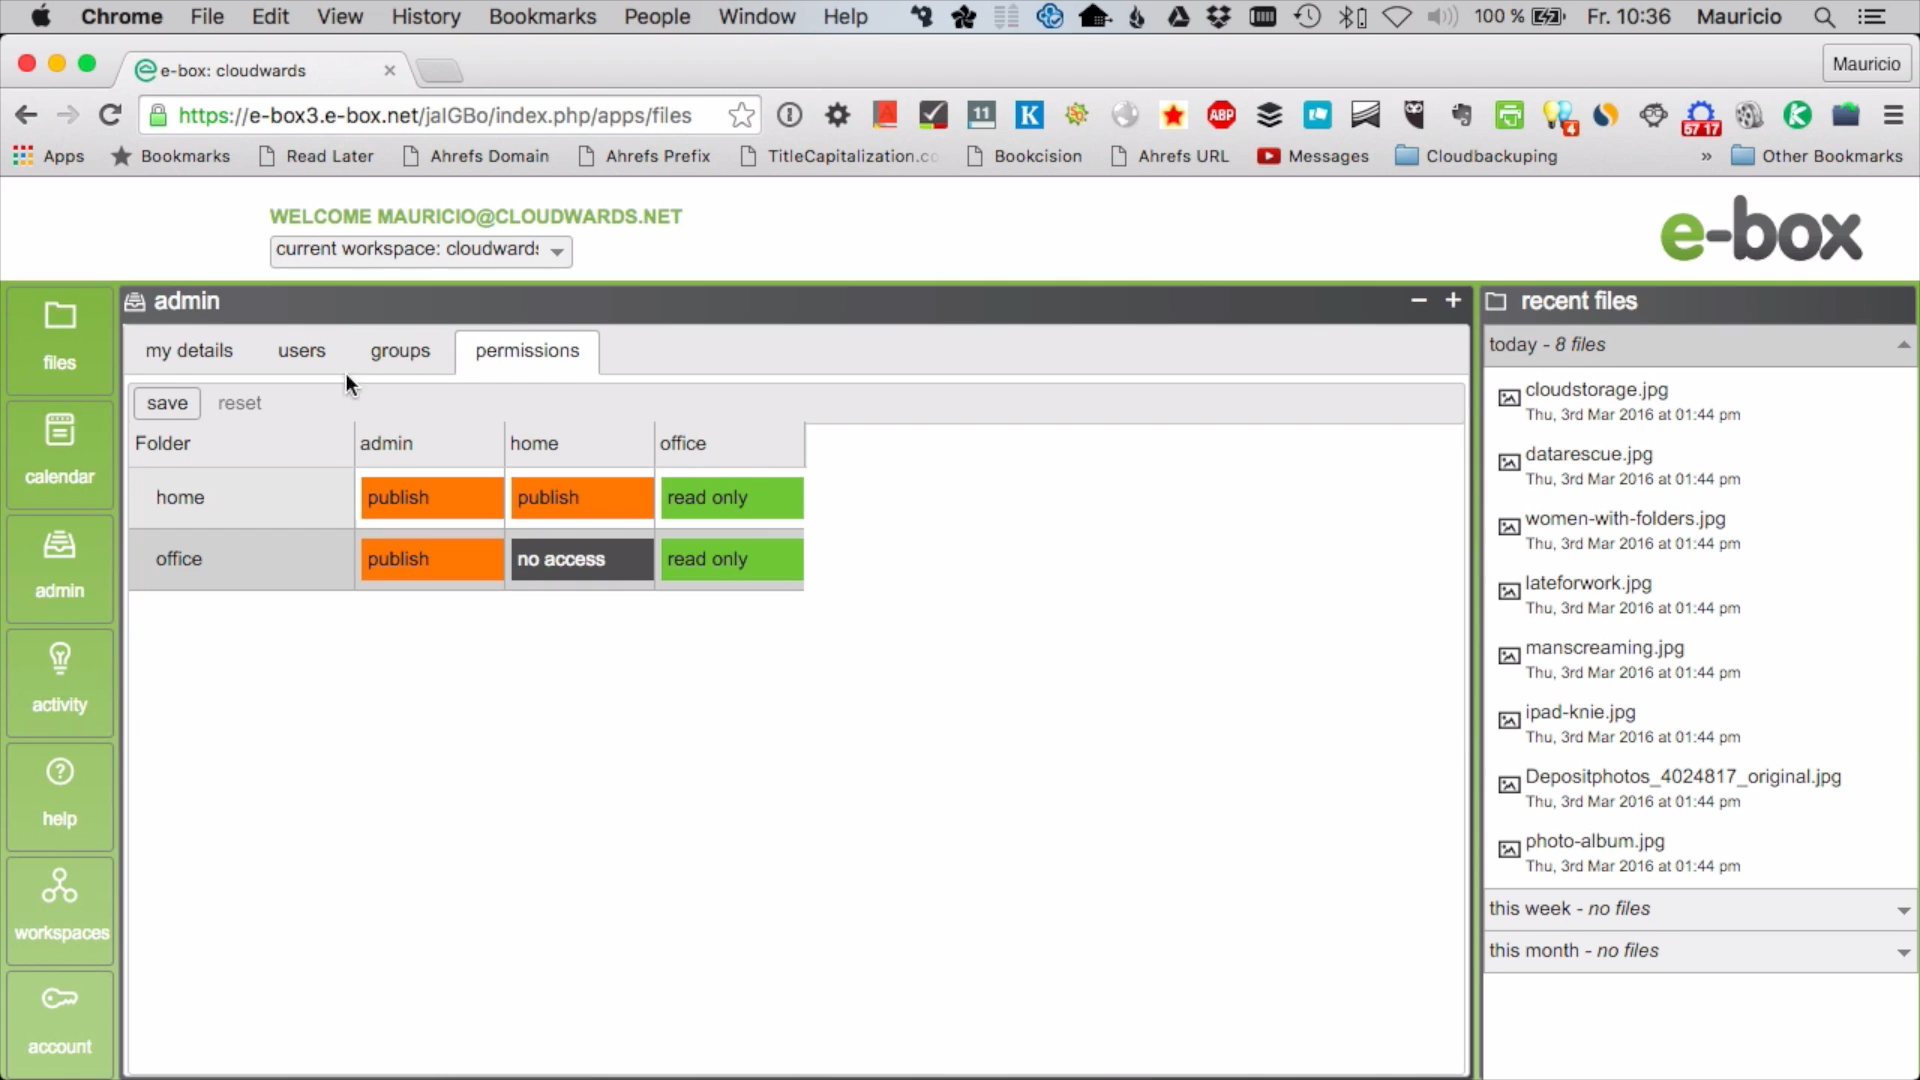 Chrome File Edit View History Bookmarks People Window Help 100 % Fr. 10:36 Mauricio
e-box: cloudwards Mauricio
https://e-box3.e-box.net/jaIGBo/index.php/apps/files 11 K ABP 4 57 17 K
Apps Bookmarks Read Later Ahrefs Domain Ahrefs Prefix TitleCapitalization.co Bookcision Ahrefs URL Messages Cloudbackuping » Other Bookmarks
WELCOME MAURICIO@CLOUDWARDS.NET
current workspace: cloudwards
e-box
files
calendar
admin
activity
help
workspaces
account
admin
my details users groups permissions
save reset
Folder admin home office
home publish publish read only
office publish no access read only
recent files
today - 8 files
cloudstorage.jpg
Thu, 3rd Mar 2016 at 01:44 pm
datarescue.jpg
Thu, 3rd Mar 2016 at 01:44 pm
women-with-folders.jpg
Thu, 3rd Mar 2016 at 01:44 pm
lateforwork.jpg
Thu, 3rd Mar 2016 at 01:44 pm
manscreaming.jpg
Thu, 3rd Mar 2016 at 01:44 pm
ipad-knie.jpg
Thu, 3rd Mar 2016 at 01:44 pm
Depositphotos_4024817_original.jpg
Thu, 3rd Mar 2016 at 01:44 pm
photo-album.jpg
Thu, 3rd Mar 2016 at 01:44 pm
this week - no files
this month - no files